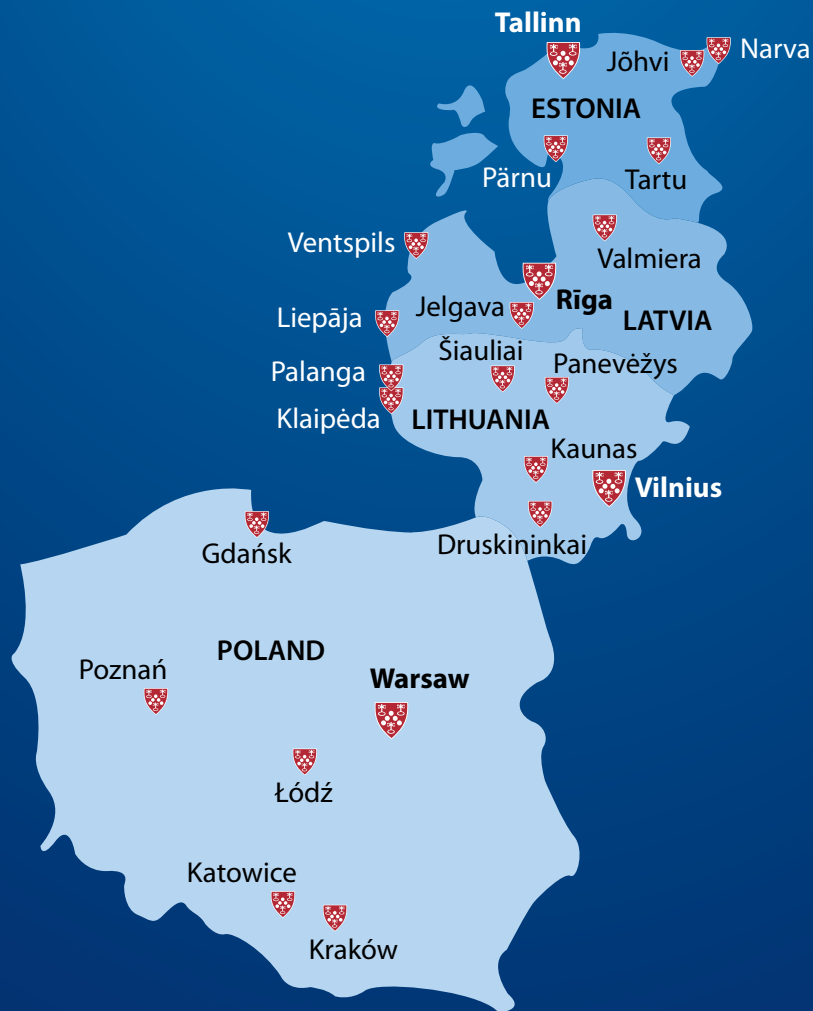 Tallinn
Jõhvi
Narva
ESTONIA
Pärnu
Tartu
Ventspils
Valmiera
Rīga
Jelgava
Liepāja
LATVIA
Šiauliai
Panevėžys
Palanga
Klaipėda
LITHUANIA
Kaunas
Vilnius
Druskininkai
Gdańsk
POLAND
Poznań
Warsaw
Łódź
Katowice
Kraków